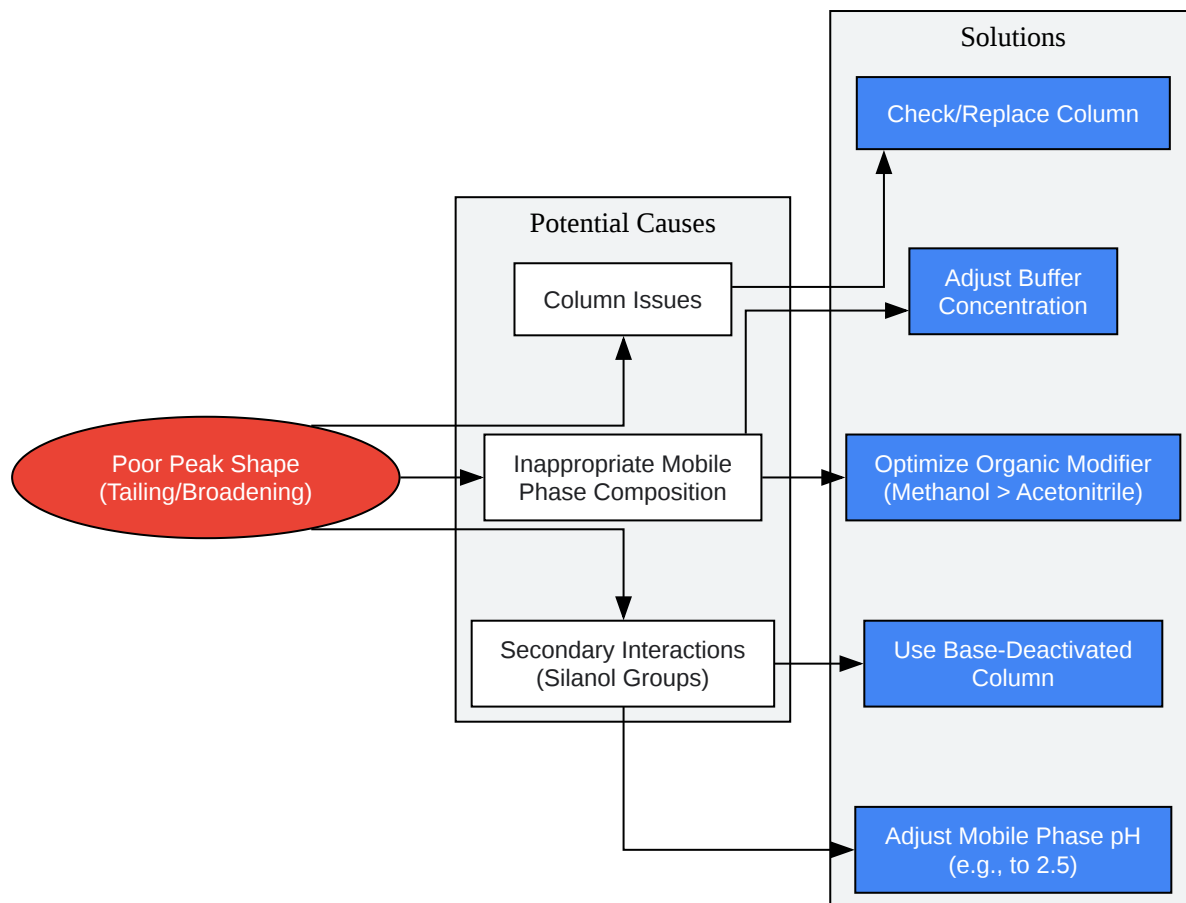 Solutions
Check/Replace Column
Potential Causes
Column Issues
Adjust Buffer
Concentration
Poor Peak Shape
(Tailing/Broadening)
Inappropriate Mobile
Phase Composition
Optimize Organic Modifier
(Methanol > Acetonitrile)
Secondary Interactions
(Silanol Groups)
Use Base-Deactivated
Column
Adjust Mobile Phase pH
(e.g., to 2.5)